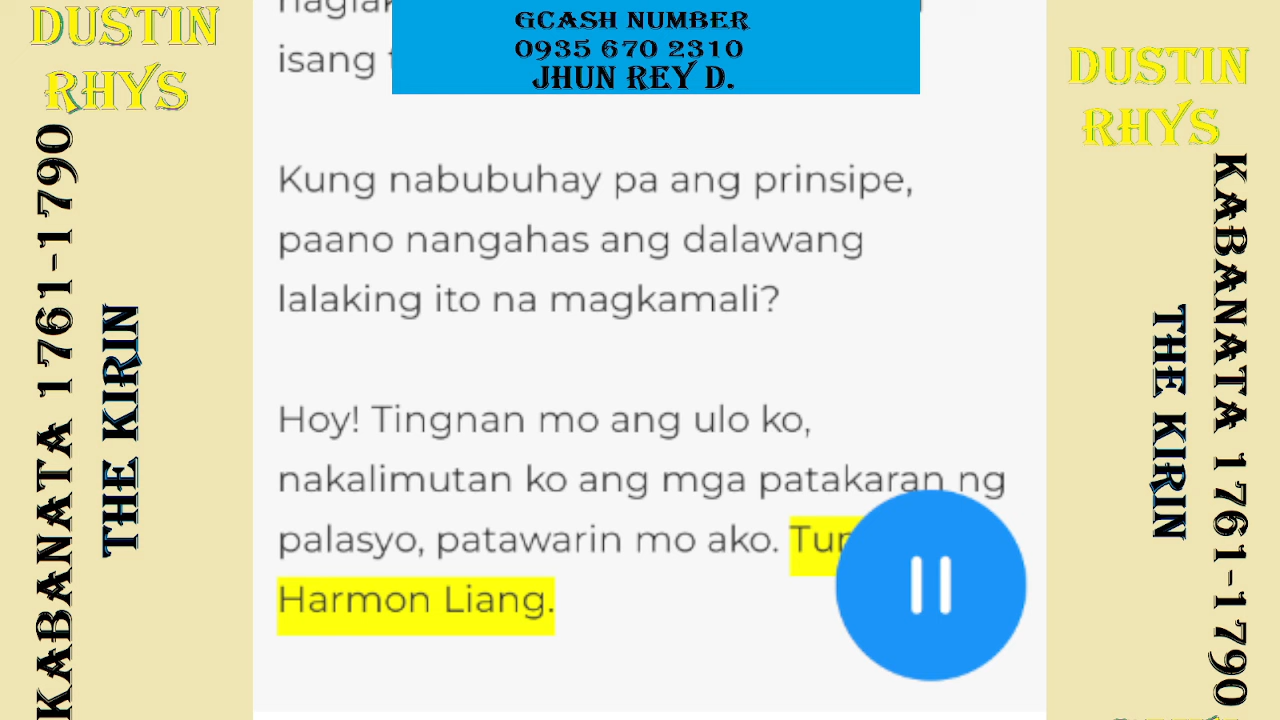 DUSTIN
RHYS
KABANATA 1761-1790
THE KIRIN
GCASH NUMBER
0935 670 2310
JHUN REY D.
isang
Kung nabubuhay pa ang prinsipe,
paano nangahas ang dalawang
lalaking ito na magkamali?
Hoy! Tingnan mo ang ulo ko,
nakalimutan ko ang mga patakaran ng
palasyo, patawarin mo ako.
Harmon Liang.
DUSTIN
RHYS
KABANATA 1761-1790
THE KIRIN